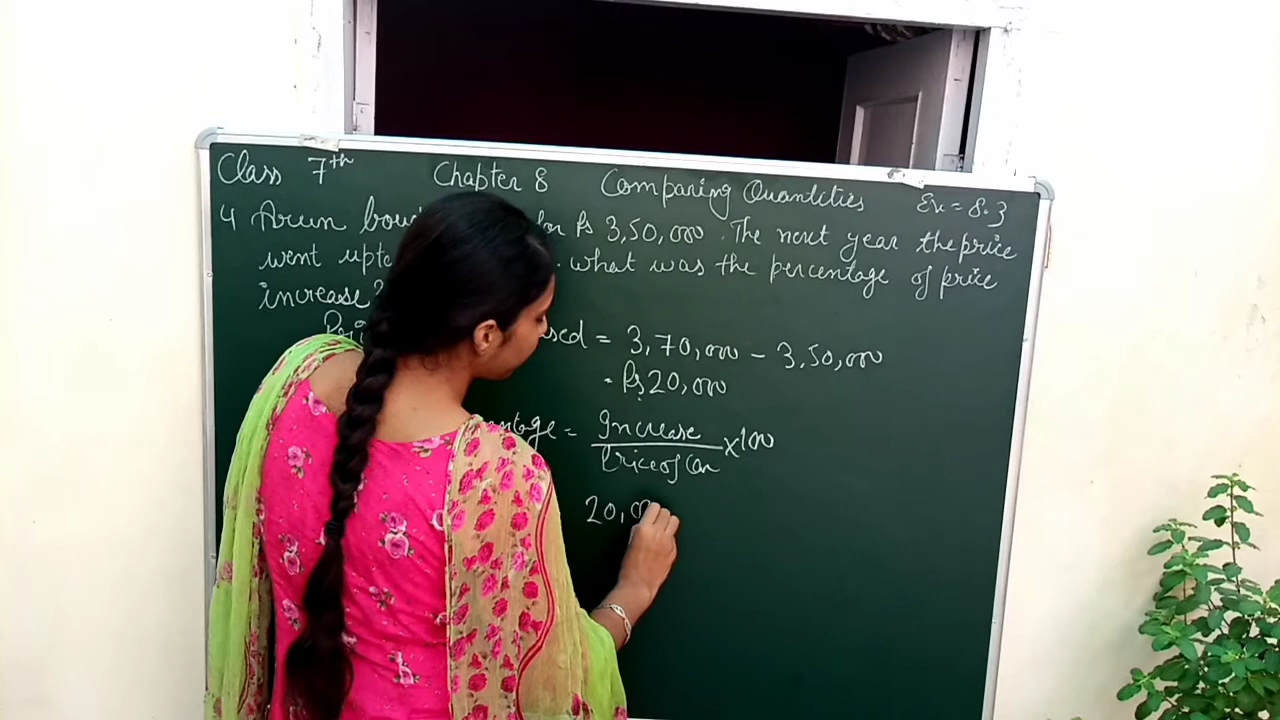 Class 7th Chapter 8 Comparing Quantities Ex = 8.3
4 Arun for Rs 3,50,000 . The next year the price
went upto . what was the percentage of price
increase?
= 3,70,000 - 3,50,000
= Rs 20,000
= Increase / Price of Car × 100
20,00